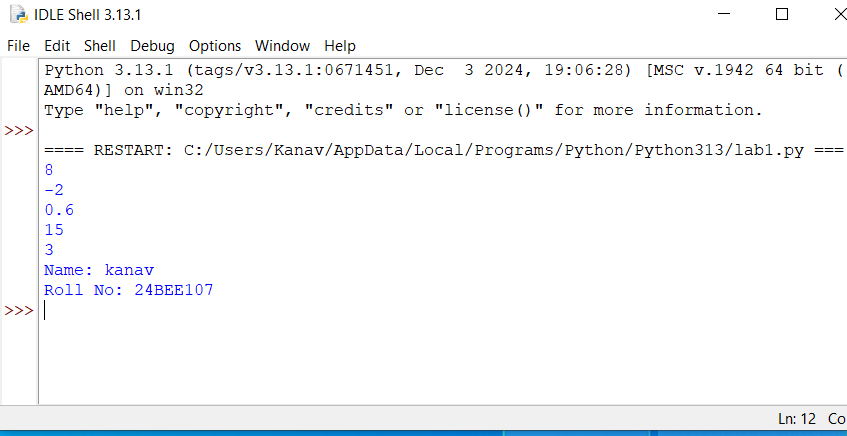 IDLE Shell 3.13.1
File Edit Shell Debug Options Window Help
Python 3.13.1 (tags/v3.13.1:0671451, Dec  3 2024, 19:06:28) [MSC v.1942 64 bit (
AMD64)] on win32
Type "help", "copyright", "credits" or "license()" for more information.
>>>
==== RESTART: C:/Users/Kanav/AppData/Local/Programs/Python/Python313/lab1.py ===
8
-2
0.6
15
3
Name: kanav
Roll No: 24BEE107
>>>
Ln: 12 Co